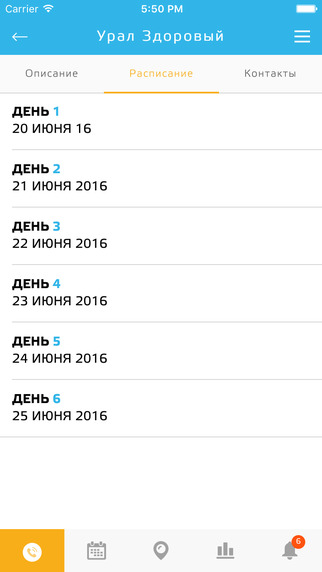 Carrier 5:50 PM
Урал Здоровый
Описание Расписание Контакты
ДЕНЬ 1
20 ИЮНЯ 16
ДЕНЬ 2
21 ИЮНЯ 2016
ДЕНЬ 3
22 ИЮНЯ 2016
ДЕНЬ 4
23 ИЮНЯ 2016
ДЕНЬ 5
24 ИЮНЯ 2016
ДЕНЬ 6
25 ИЮНЯ 2016
6